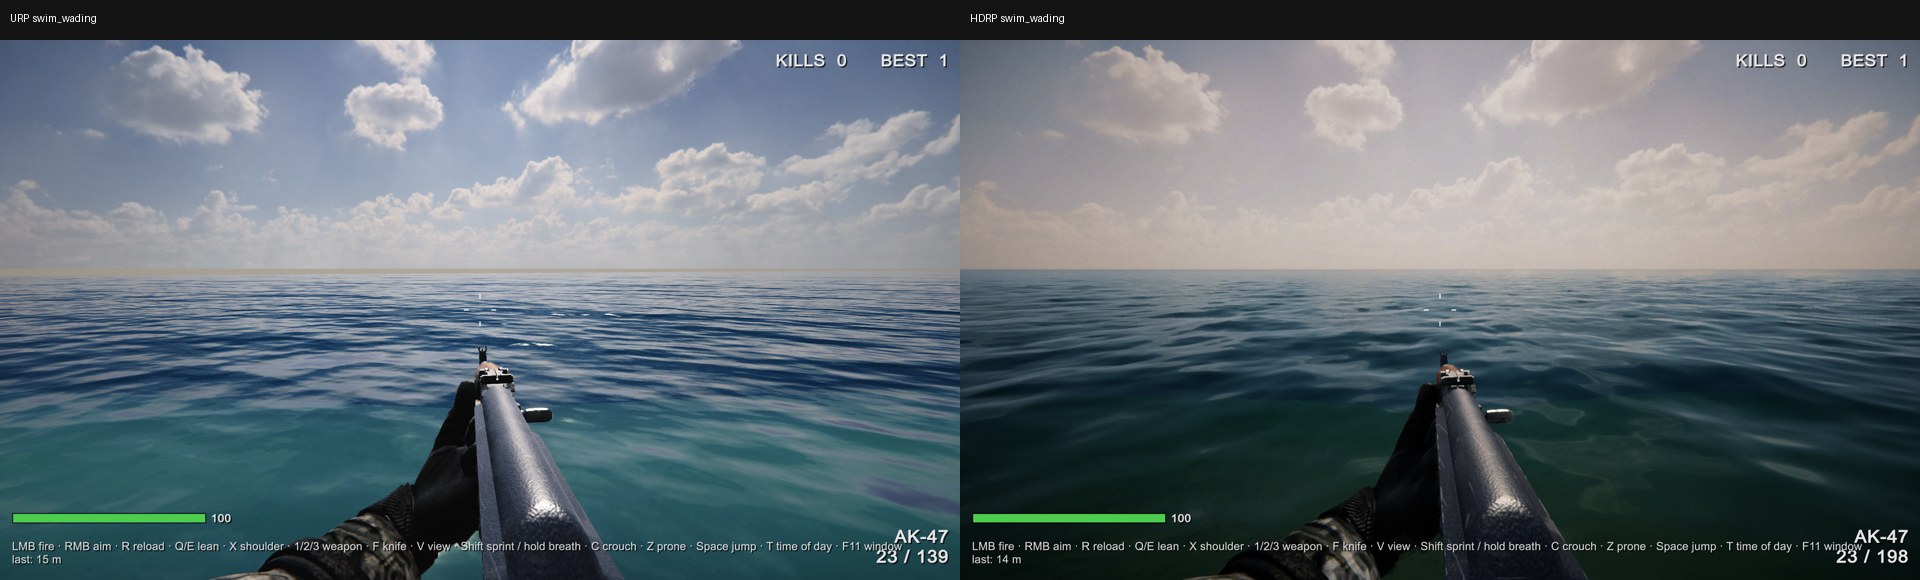 URP swim_wading
KILLS 0 BEST 1
100
AK-47
LMB fire · RMB aim · R reload · Q/E lean · X shoulder · 1/2/3 weapon · F knife · V view · Shift sprint / hold breath · C crouch · Z prone · Space jump · T time of day · F11 window
23 / 139
last: 15 m
HDRP swim_wading
KILLS 0 BEST 1
100
AK-47
LMB fire · RMB aim · R reload · Q/E lean · X shoulder · 1/2/3 weapon · F knife · V view · Shift sprint / hold breath · C crouch · Z prone · Space jump · T time of day · F11 window
23 / 198
last: 14 m